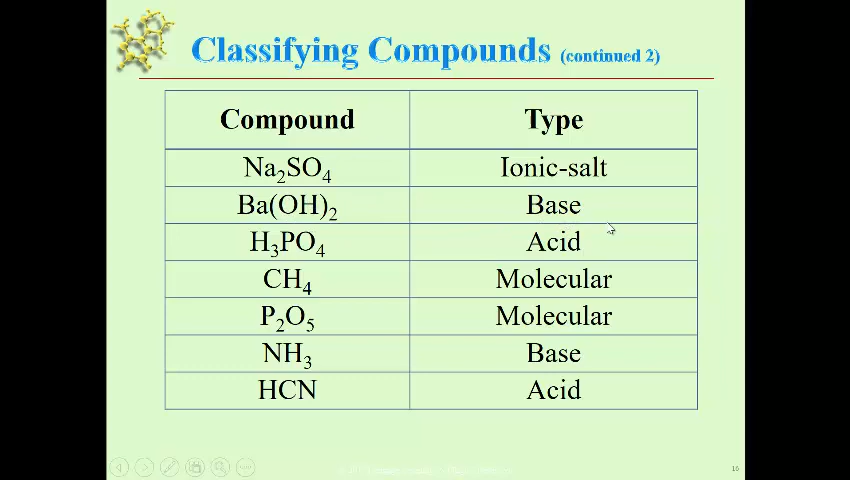 Classifying Compounds (continued 2)
Compound Type
Na₂SO₄ Ionic-salt
Ba(OH)₂ Base
H₃PO₄ Acid
CH₄ Molecular
P₂O₅ Molecular
NH₃ Base
HCN Acid
16